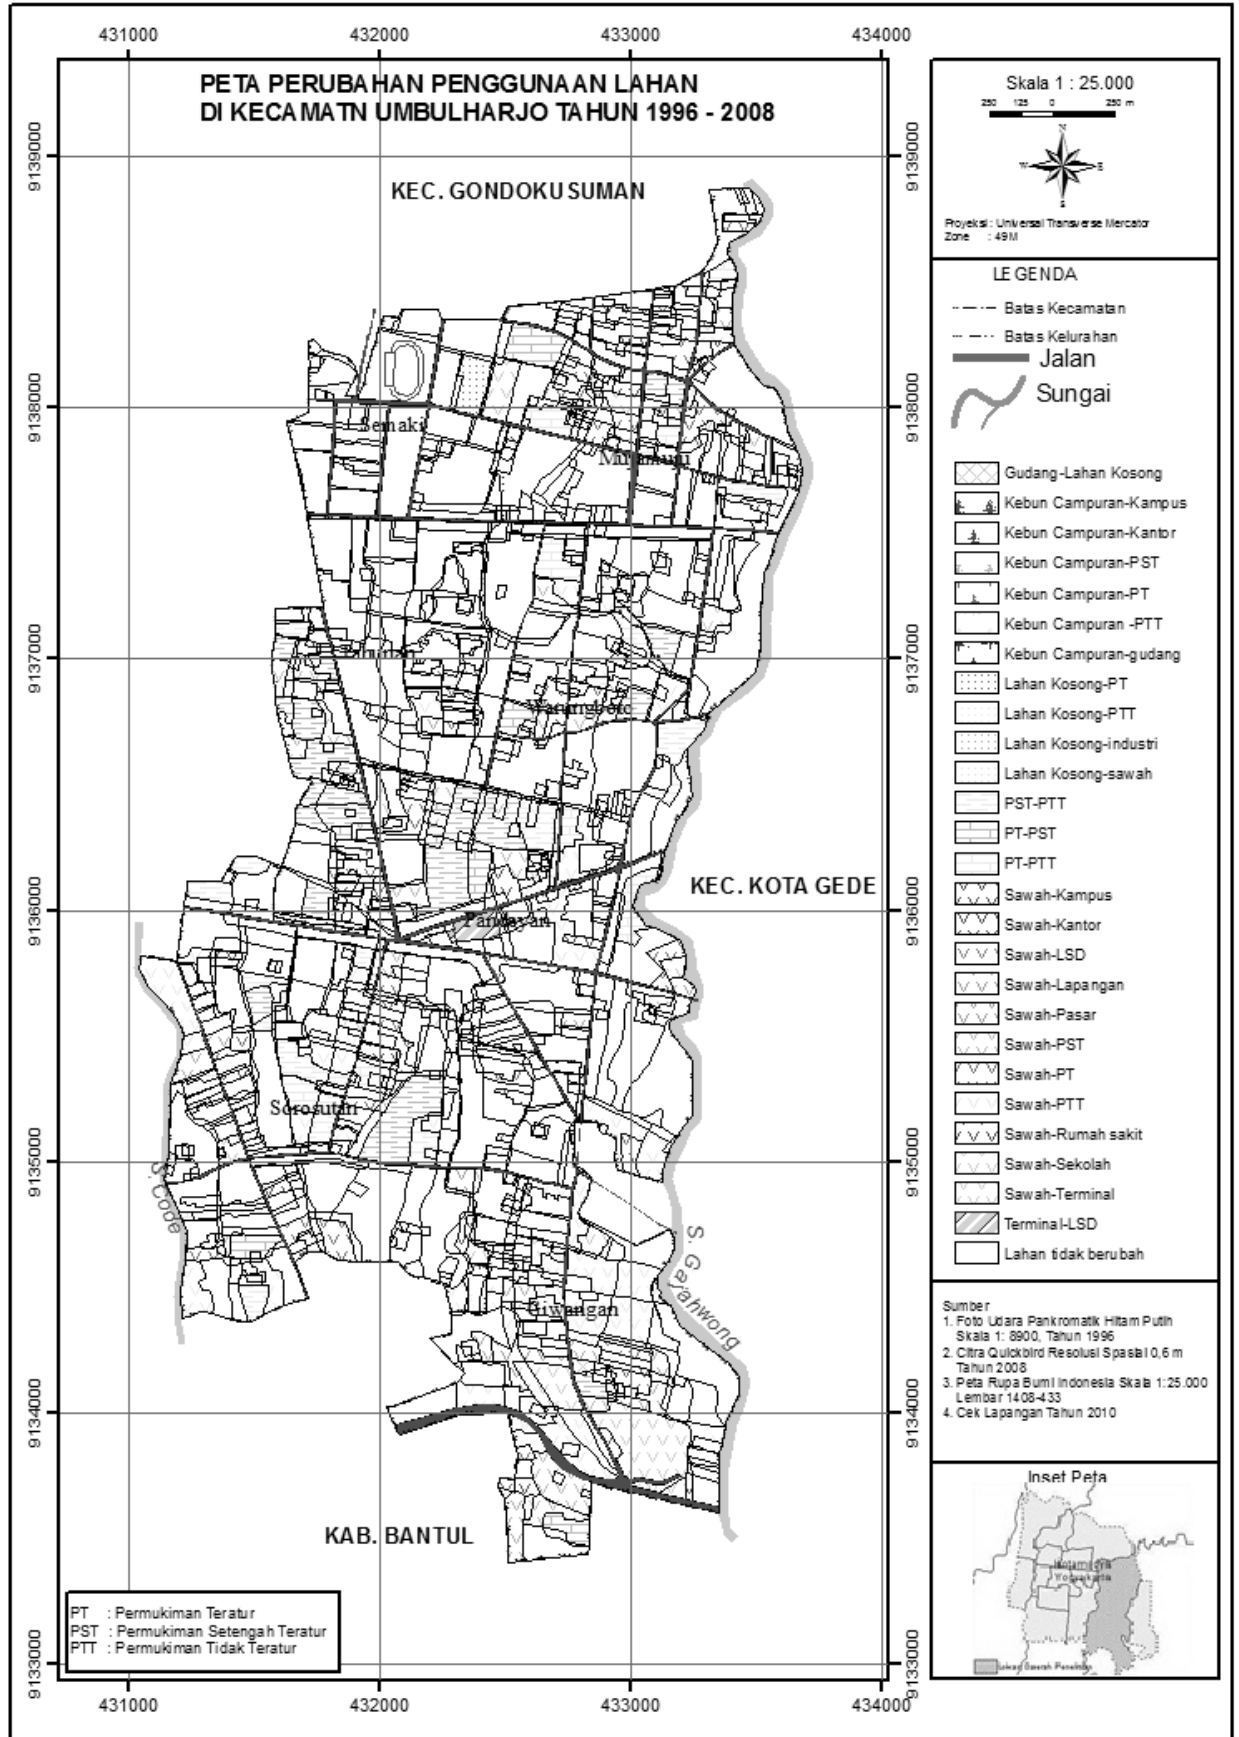 431000 432000 433000 434000
PETA PERUBAHAN PENGGUNAAN LAHAN
DI KECAMATN UMBULHARJO TAHUN 1996 - 2008
9139000
9139000
KEC. GONDOKUSUMAN
9138000
9138000
Semaki
9137000
9137000
Warungboto
KEC. KOTA GEDE
9136000
9136000
Pandayan
Sorosutan
9135000
9135000
S. Code
S. Gajahwong
Giwangan
9134000
9134000
KAB. BANTUL
PT : Permukiman Teratur
PST : Permukiman Setengah Teratur
PTT : Permukiman Tidak Teratur
9133000
9133000
431000 432000 433000 434000
Skala 1 : 25.000
250 125 0 250 m
N
W E
S
Proyeksi : Universal Transverse Mercator
Zone : 49 M
LEGENDA
Batas Kecamatan
Batas Kelurahan
Jalan
Sungai
Gudang-Lahan Kosong
Kebun Campuran-Kampus
Kebun Campuran-Kantor
Kebun Campuran-PST
Kebun Campuran-PT
Kebun Campuran -PTT
Kebun Campuran-gudang
Lahan Kosong-PT
Lahan Kosong-PTT
Lahan Kosong-industri
Lahan Kosong-sawah
PST-PTT
PT-PST
PT-PTT
Sawah-Kampus
Sawah-Kantor
Sawah-LSD
Sawah-Lapangan
Sawah-Pasar
Sawah-PST
Sawah-PT
Sawah-PTT
Sawah-Rumah sakit
Sawah-Sekolah
Sawah-Terminal
Terminal-LSD
Lahan tidak berubah
Sumber
1. Foto Udara Pankromatik Hitam Putih
Skala 1: 8900, Tahun 1996
2. Citra Quickbird Resolusi Spasial 0,6 m
Tahun 2008
3. Peta Rupa Bumi Indonesia Skala 1:25.000
Lembar 1408-433
4. Cek Lapangan Tahun 2010
Inset Peta
Yogyakarta
Daerah Penelitian